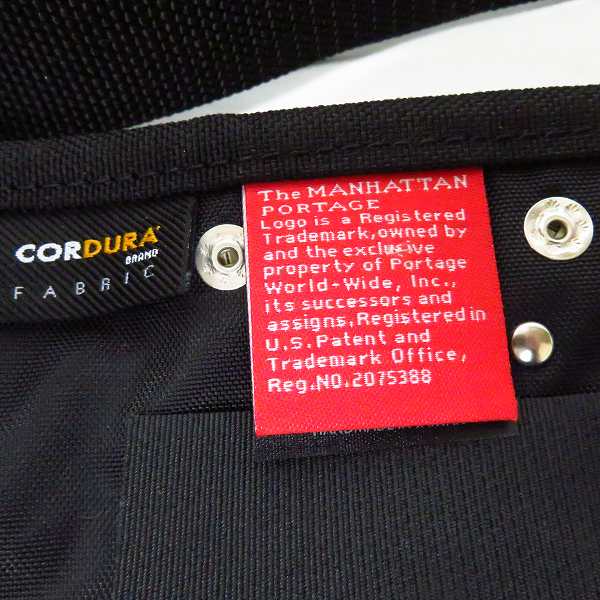 CORDURA
BRAND
FABRIC
The MANHATTAN
PORTAGE
Logo is a Registered
Trademark,owned by
and the exclusive
property of Portage
World-Wide, Inc.,
its successors and
assigns,Registered in
U.S. Patent and
Trademark Office,
Reg.NO.2075388